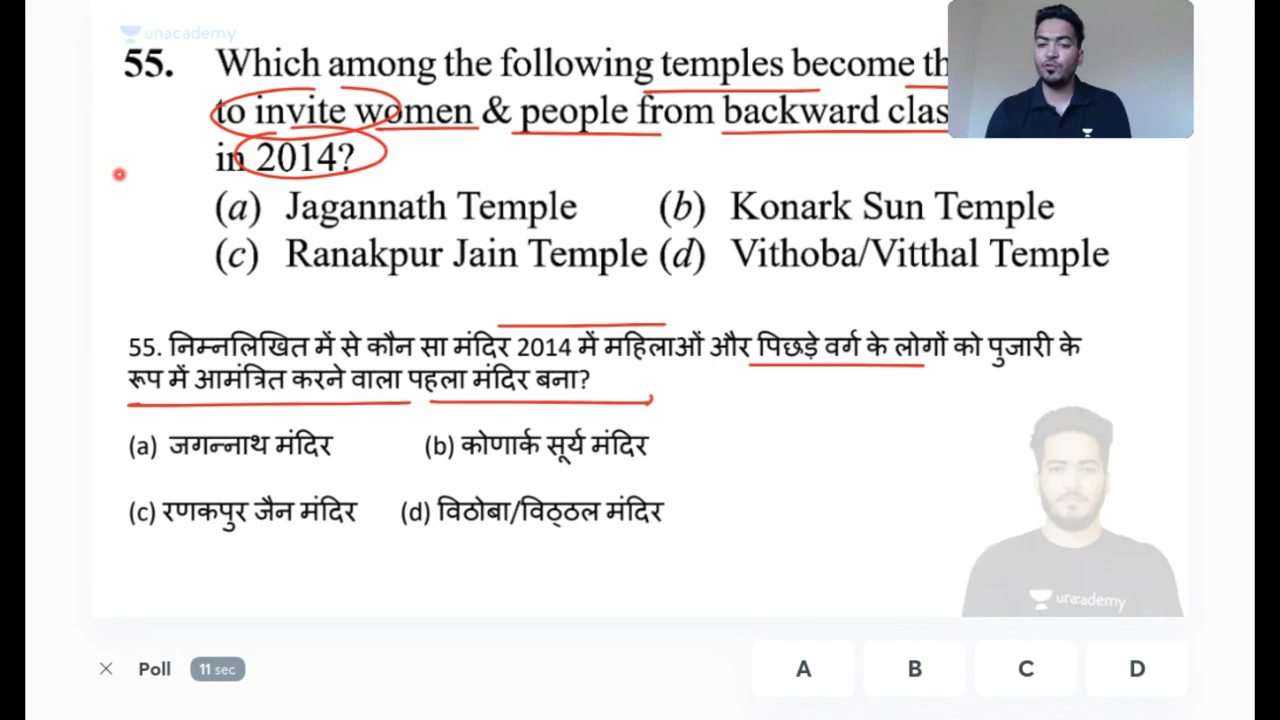 unacademy
55. Which among the following temples become th
to invite women & people from backward clas
in 2014?
(a) Jagannath Temple (b) Konark Sun Temple
(c) Ranakpur Jain Temple (d) Vithoba/Vitthal Temple
55. निम्नलिखित में से कौन सा मंदिर 2014 में महिलाओं और पिछड़े वर्ग के लोगों को पुजारी के
रूप में आमंत्रित करने वाला पहला मंदिर बना?
(a) जगन्नाथ मंदिर (b) कोणार्क सूर्य मंदिर
(c) रणकपुर जैन मंदिर (d) विठोबा/विठ्ठल मंदिर
unacademy
Poll 11 sec A B C D